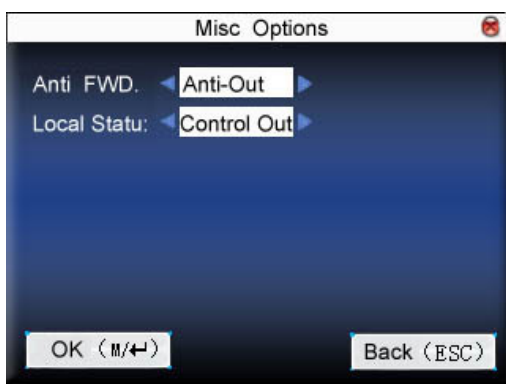 Misc Options
Anti FWD. Anti-Out
Local Statu: Control Out
OK (M/↵) Back (ESC)